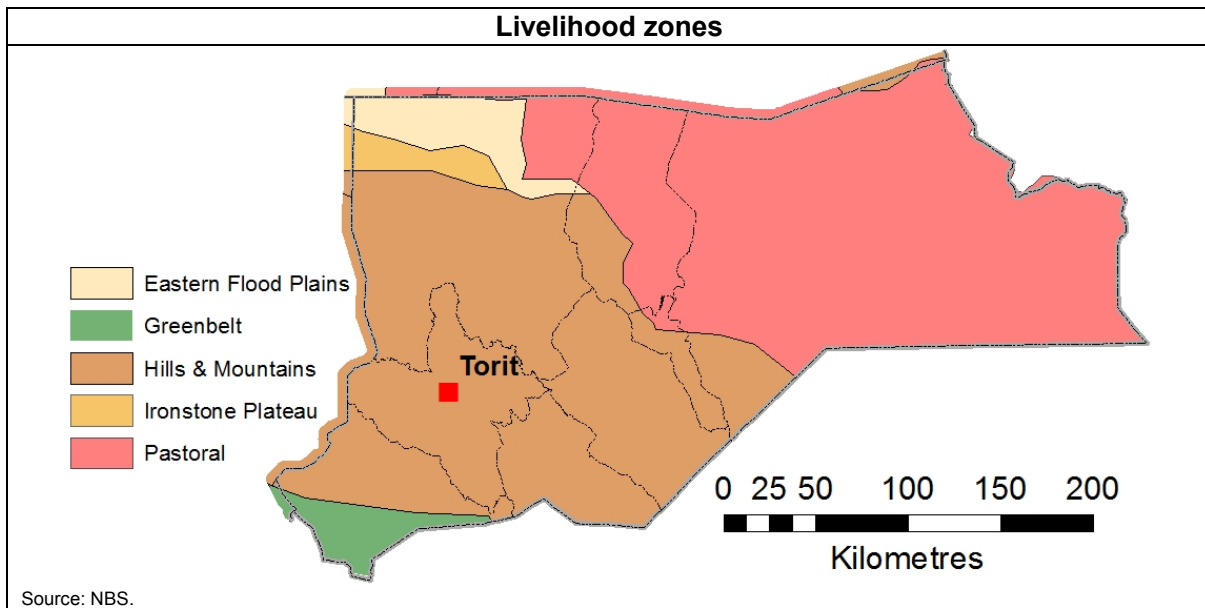 Livelihood zones
Eastern Flood Plains
Greenbelt
Hills & Mountains
Ironstone Plateau
Pastoral
Torit
0 25 50 100 150 200
Kilometres
Source: NBS.